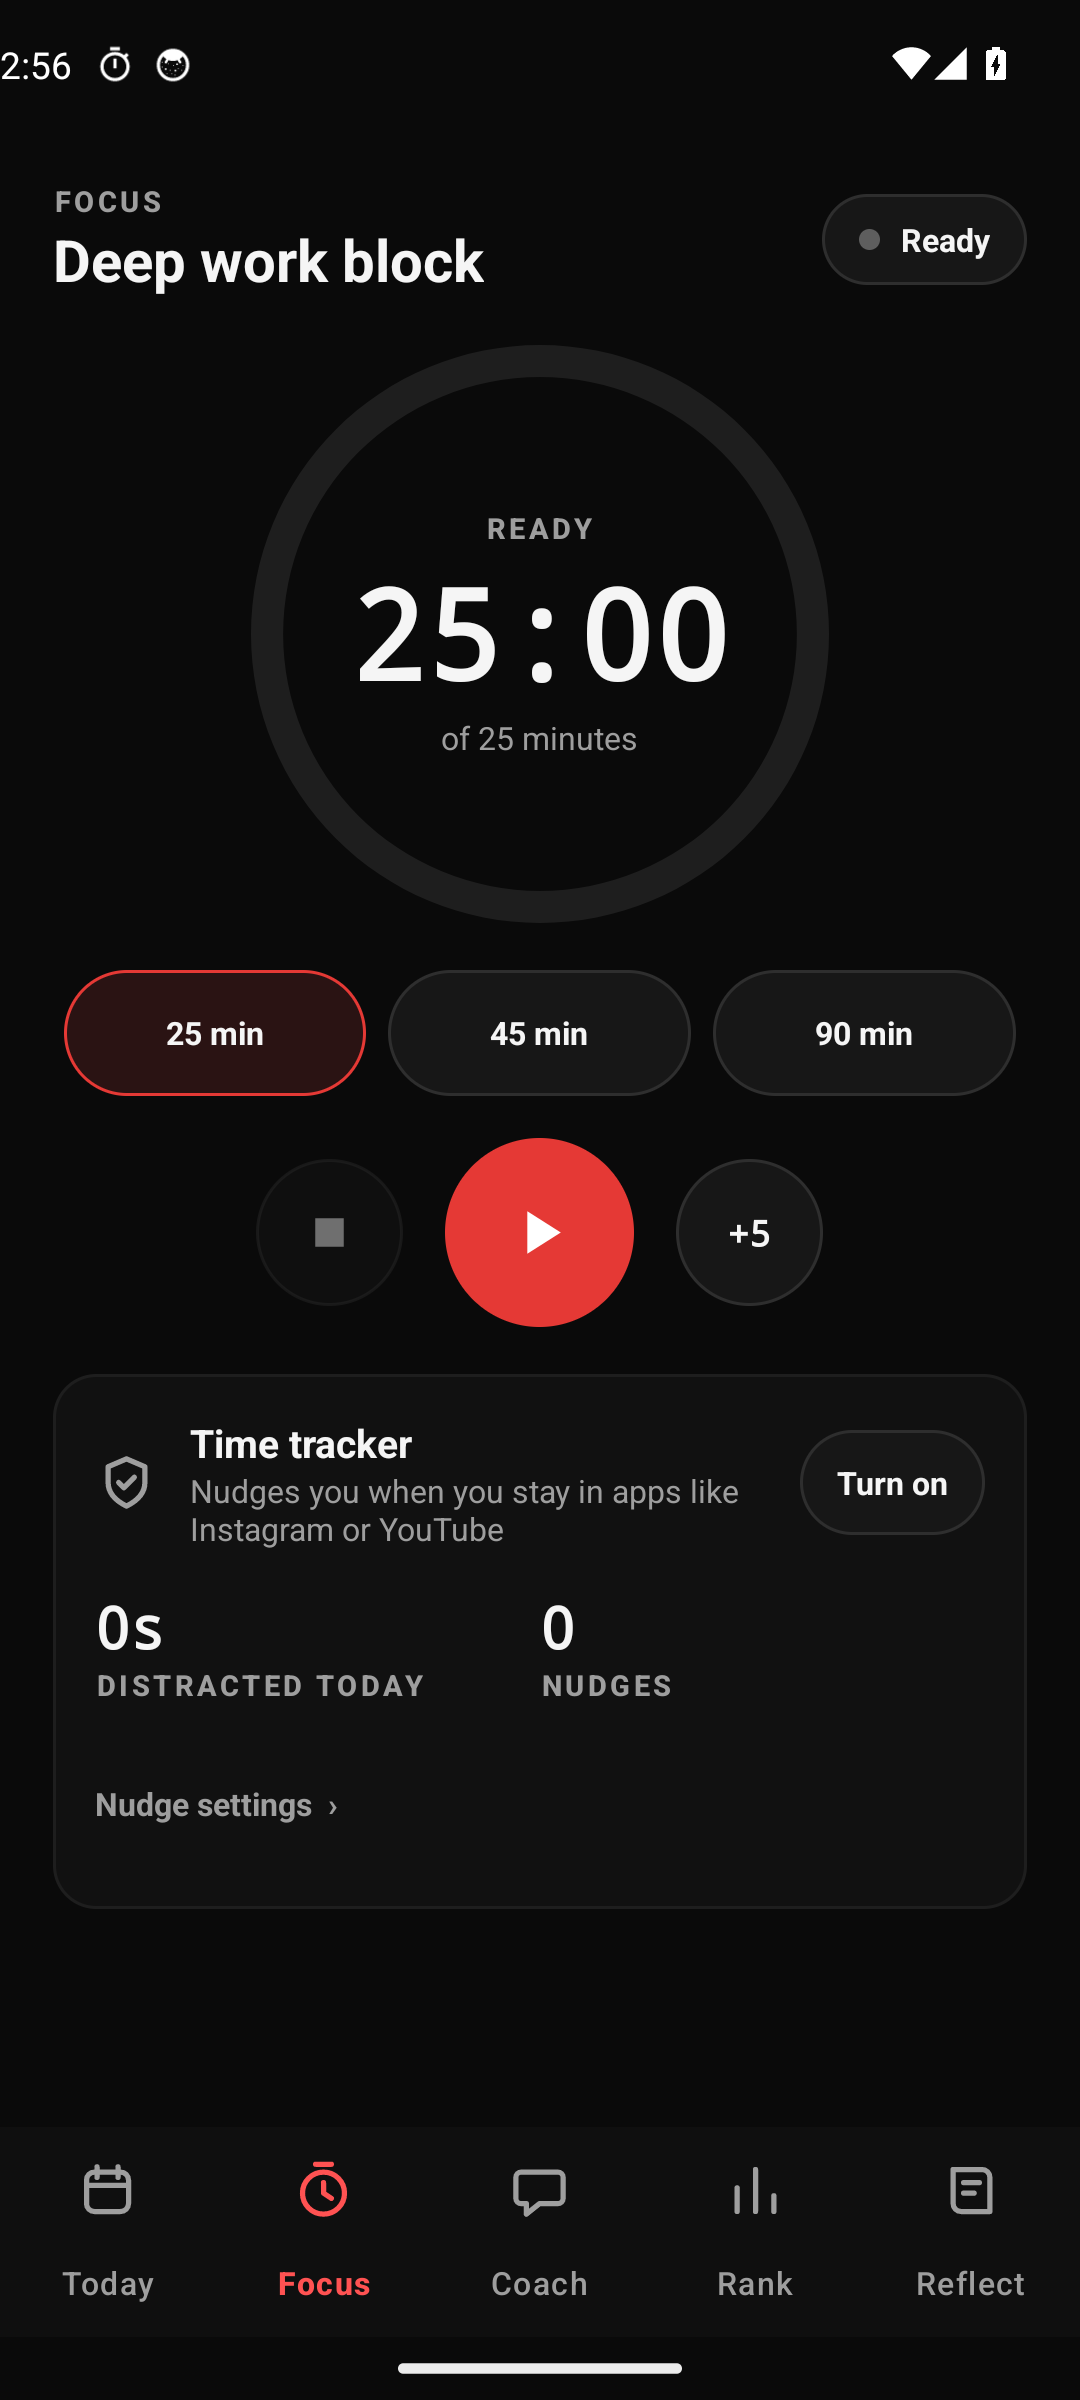 2:56
FOCUS
Deep work block
Ready
READY
25:00
of 25 minutes
25 min
45 min
90 min
+5
Time tracker
Nudges you when you stay in apps like
Instagram or YouTube
Turn on
0s
0
DISTRACTED TODAY
NUDGES
Nudge settings ›
Today
Focus
Coach
Rank
Reflect